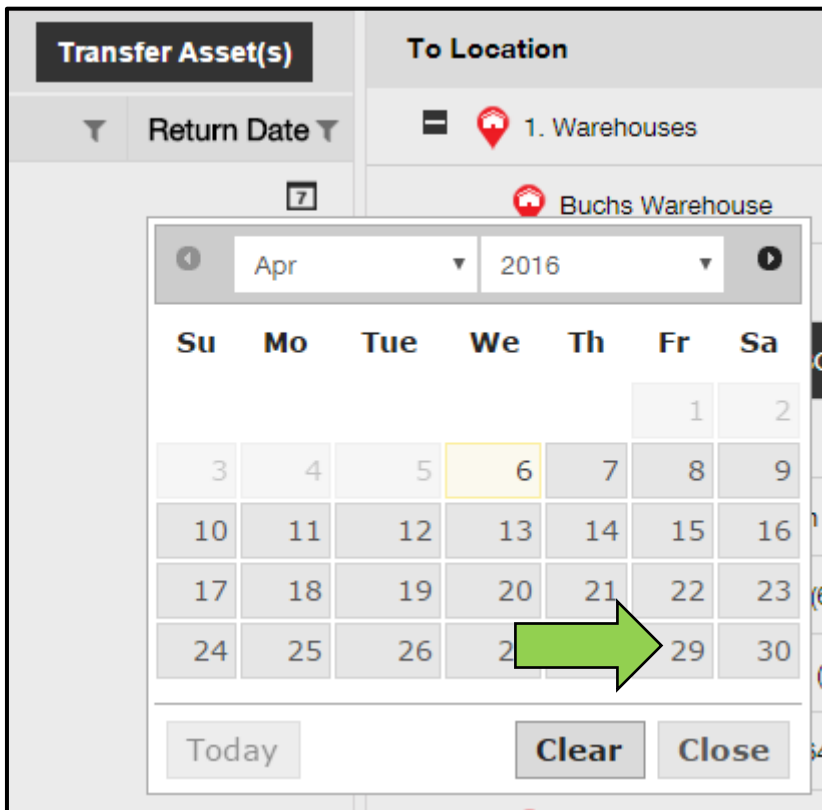 Transfer Asset(s)
To Location
Return Date
1. Warehouses
7
Buchs Warehouse
Apr
2016
Su Mo Tue We Th Fr Sa
1 2
3 4 5 6 7 8 9
10 11 12 13 14 15 16
17 18 19 20 21 22 23
24 25 26 2 29 30
Today
Clear
Close